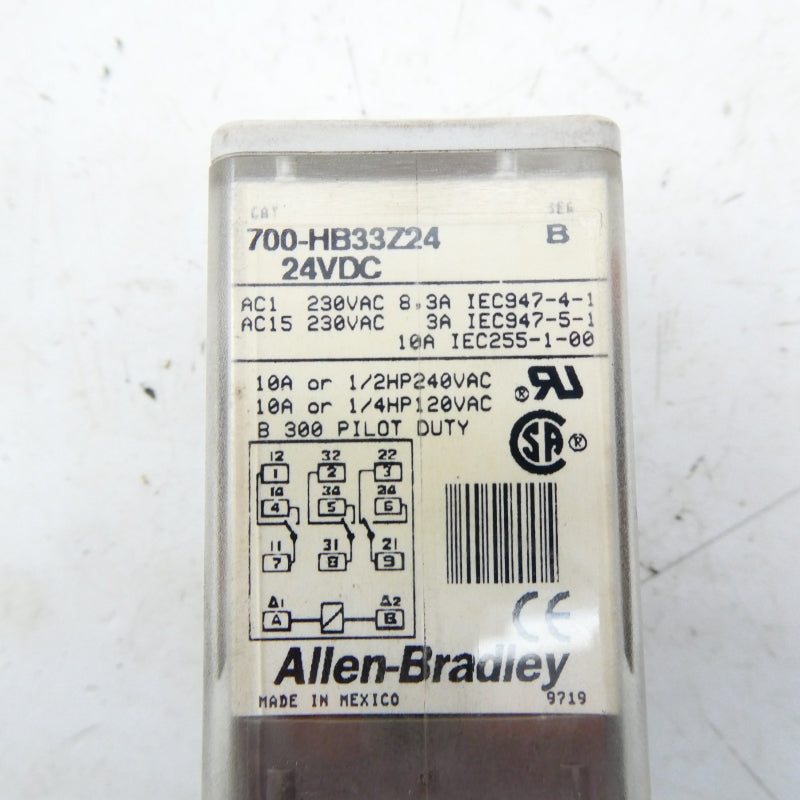 CAT SER
700-HB33Z24 B
24VDC
AC1 230VAC 8.3A IEC947-4-1
AC15 230VAC 3A IEC947-5-1
10A IEC255-1-00
10A or 1/2HP240VAC
10A or 1/4HP120VAC
B 300 PILOT DUTY
RU ®
SA ®
12 32 22
1 2 3
14 34 24
4 5 6
11 31 21
7 8 9
A1 A2
A B
CE
Allen-Bradley
MADE IN MEXICO 9719